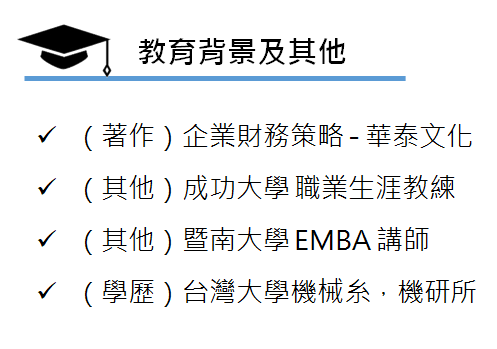 教育背景及其他
✓ （著作）企業財務策略 - 華泰文化
✓ （其他）成功大學 職業生涯教練
✓ （其他）暨南大學 EMBA 講師
✓ （學歷）台灣大學機械糸，機研所